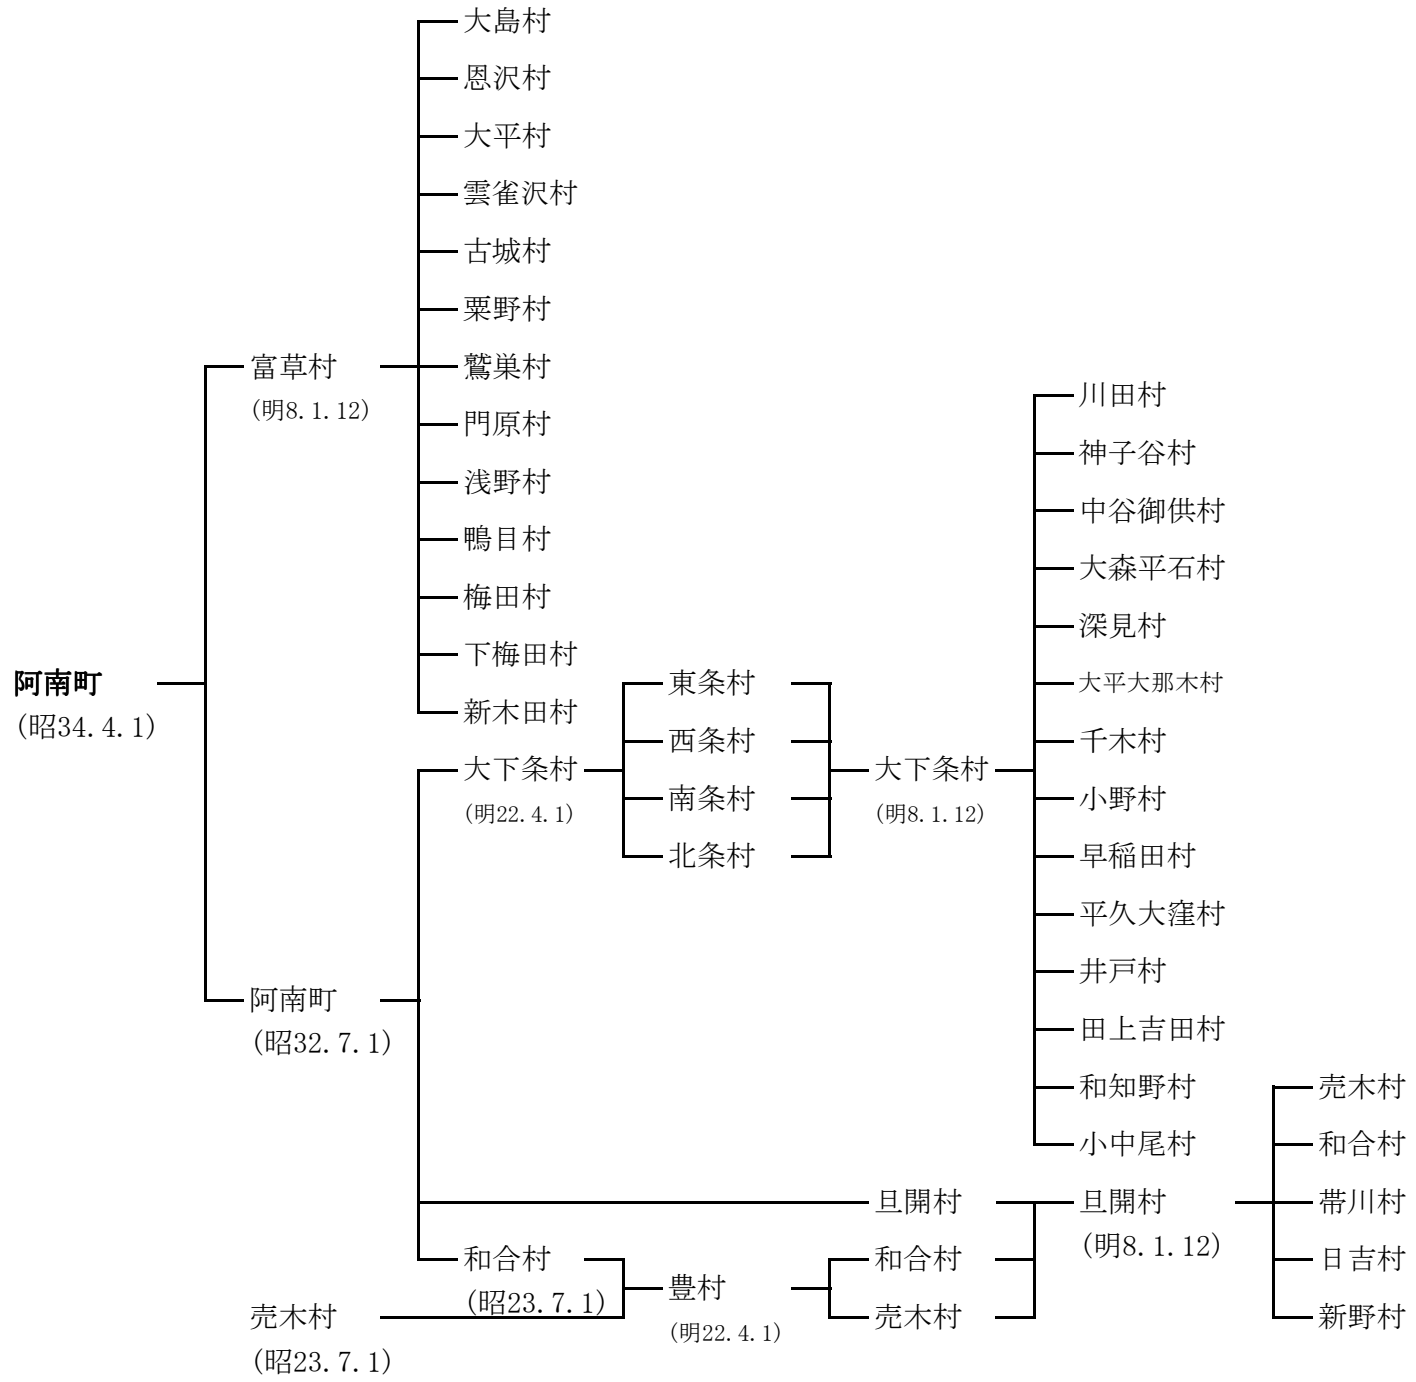 大島村
恩沢村
大平村
雲雀沢村
古城村
粟野村
富草村
(明8.1.12)
鷲巣村
門原村
浅野村
鴨目村
梅田村
下梅田村
新木田村
阿南町
(昭34.4.1)
阿南町
(昭32.7.1)
大下条村
(明22.4.1)
東条村
西条村
南条村
北条村
大下条村
(明8.1.12)
川田村
神子谷村
中谷御供村
大森平石村
深見村
大平大那木村
千木村
小野村
早稲田村
平久大窪村
井戸村
田上吉田村
和知野村
小中尾村
旦開村
旦開村
(明8.1.12)
売木村
和合村
帯川村
日吉村
新野村
和合村
(昭23.7.1)
豊村
(明22.4.1)
和合村
売木村
売木村
(昭23.7.1)